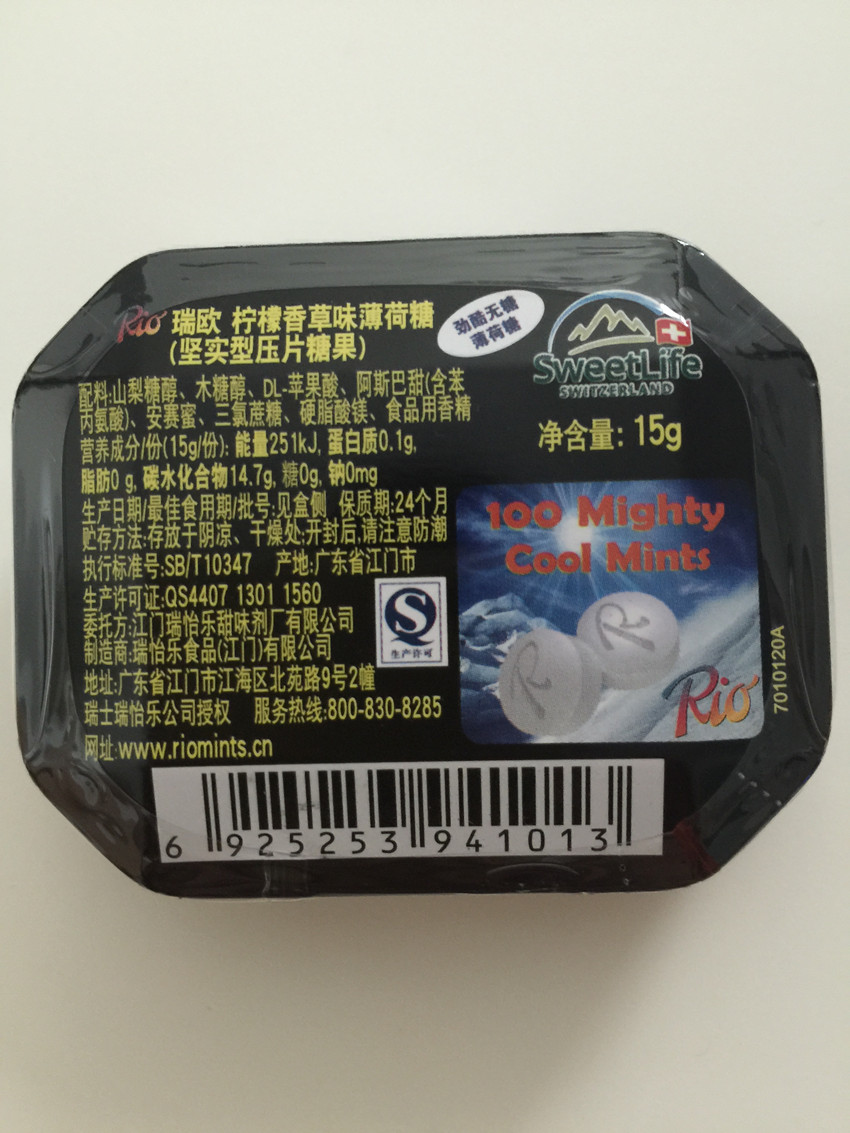 Rio 瑞欧 柠檬香草味薄荷糖
(坚实型压片糖果)
劲酷无糖
薄荷糖
SweetLife
SWITZERLAND
配料:山梨糖醇、木糖醇、DL-苹果酸、阿斯巴甜(含苯
丙氨酸)、安赛蜜、三氯蔗糖、硬脂酸镁、食品用香精
营养成分/份(15g/份): 能量251kJ, 蛋白质0.1g,
脂肪0 g, 碳水化合物14.7g, 糖0g, 钠0mg
生产日期/最佳食用期/批号:见盒侧 保质期:24个月
贮存方法:存放于阴凉、干燥处;开封后,请注意防潮
执行标准号:SB/T10347 产地:广东省江门市
生产许可证:QS4407 1301 1560
委托方:江门瑞怡乐甜味剂厂有限公司
制造商:瑞怡乐食品(江门)有限公司
地址:广东省江门市江海区北苑路9号2幢
瑞士瑞怡乐公司授权 服务热线:800-830-8285
网址:www.riomints.cn
生产许可
净含量: 15g
100 Mighty
Cool Mints
R
R
Rio
7010120A
6 925253 941013